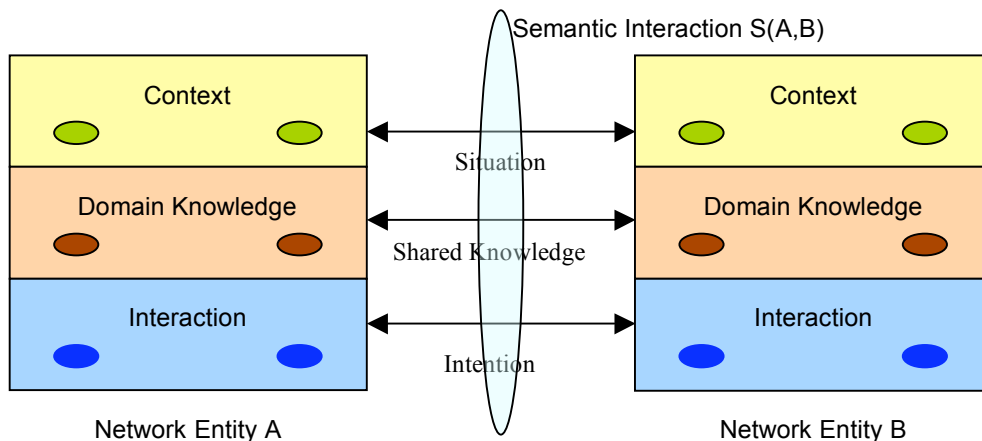 Semantic Interaction S(A,B)
Context
Context
Situation
Domain Knowledge
Domain Knowledge
Shared Knowledge
Interaction
Interaction
Intention
Network Entity A
Network Entity B